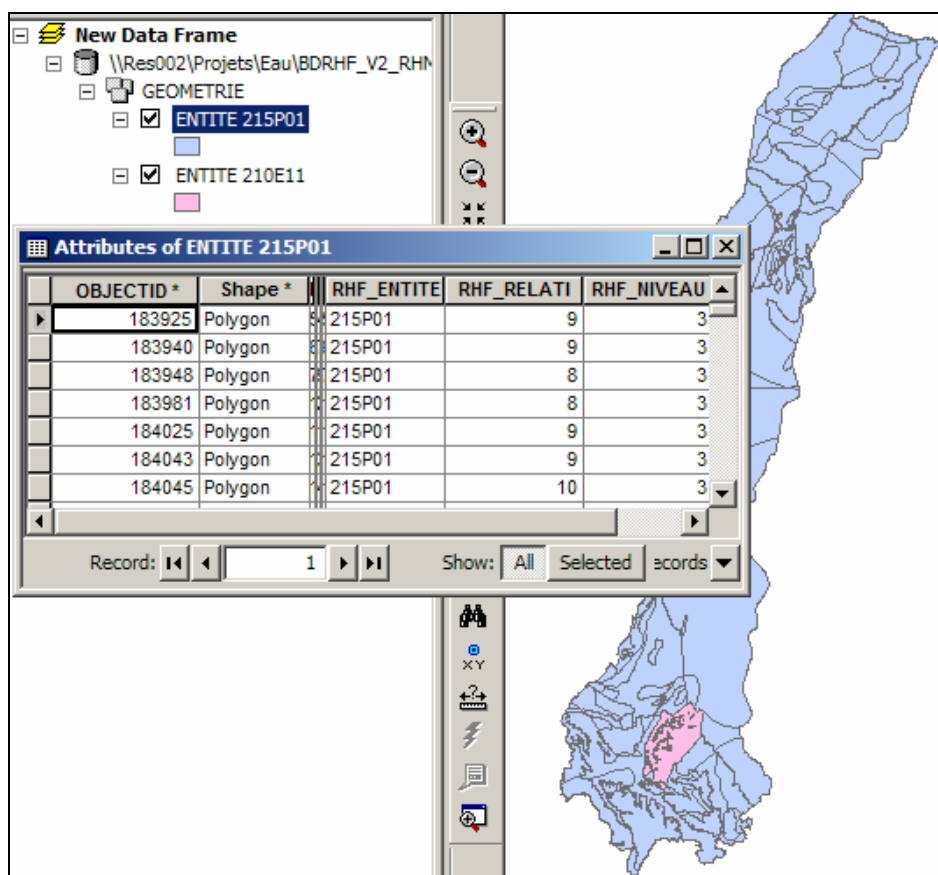 New Data Frame
\\Res002\Projets\Eau\BDRHF_V2_RHM
GEOMETRIE
ENTITE 215P01
ENTITE 210E11
Attributes of ENTITE 215P01
OBJECTID * Shape * RHF_ENTITE RHF_RELATI RHF_NIVEAU
183925 Polygon 215P01 9 3
183940 Polygon 215P01 9 3
183948 Polygon 215P01 8 3
183981 Polygon 215P01 8 3
184025 Polygon 215P01 9 3
184043 Polygon 215P01 9 3
184045 Polygon 215P01 10 3
Record: 1 Show: All Selected ecords
XY